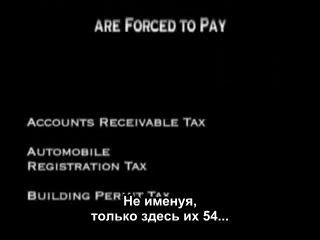 ARE FORCED TO PAY
ACCOUNTS RECEIVABLE TAX
AUTOMOBILE
REGISTRATION TAX
BUILDING PERMIT TAX
Не именуя,
только здесь их 54...